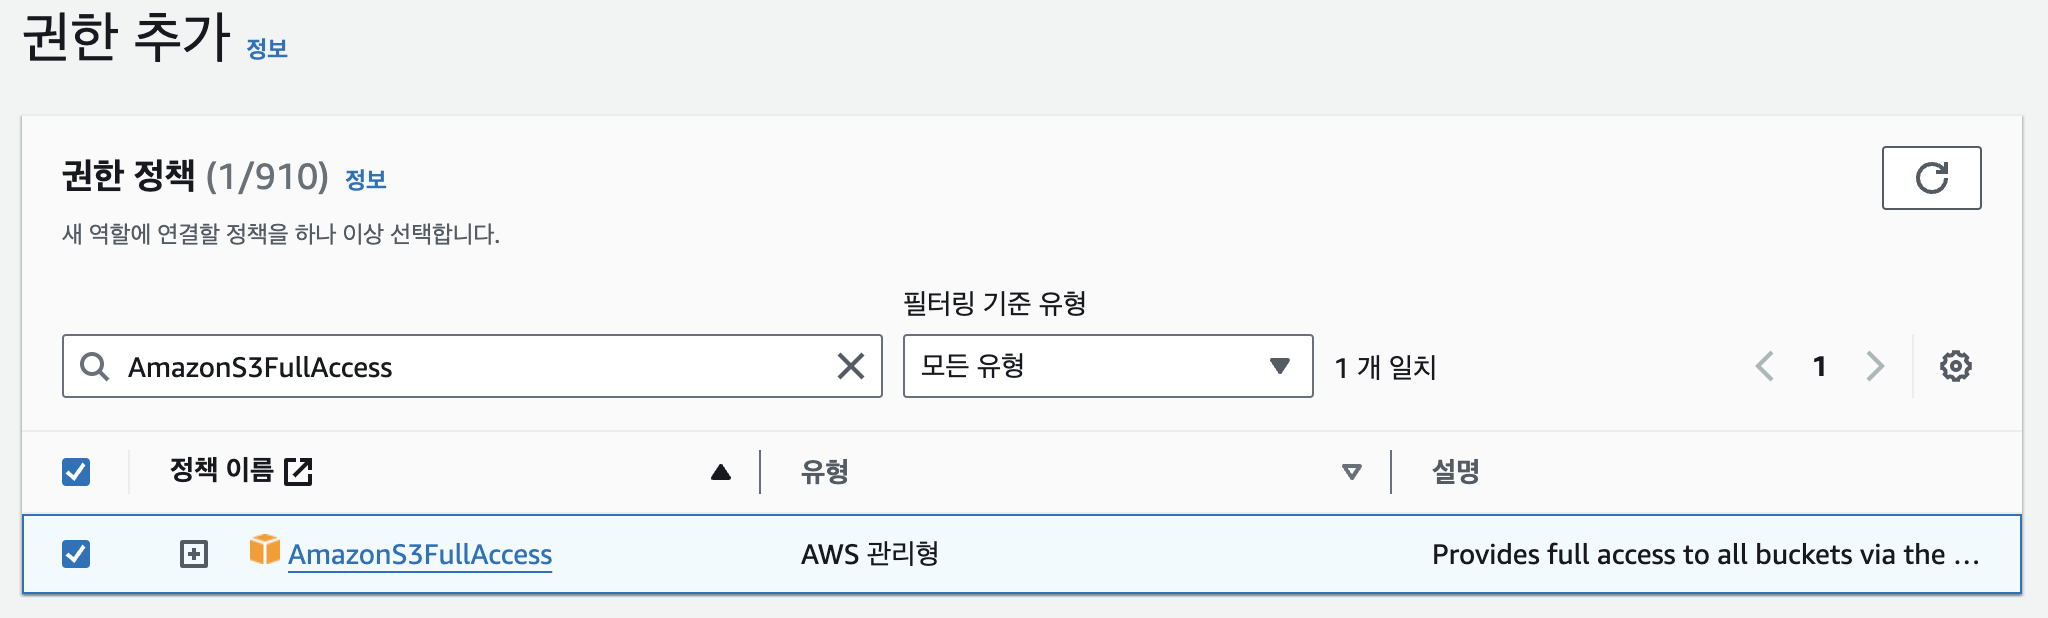 권한 추가 정보
권한 정책 (1/910) 정보
새 역할에 연결할 정책을 하나 이상 선택합니다.
필터링 기준 유형
AmazonS3FullAccess 모든 유형 1 개 일치 1
정책 이름 유형 설명
AmazonS3FullAccess AWS 관리형 Provides full access to all buckets via the ...